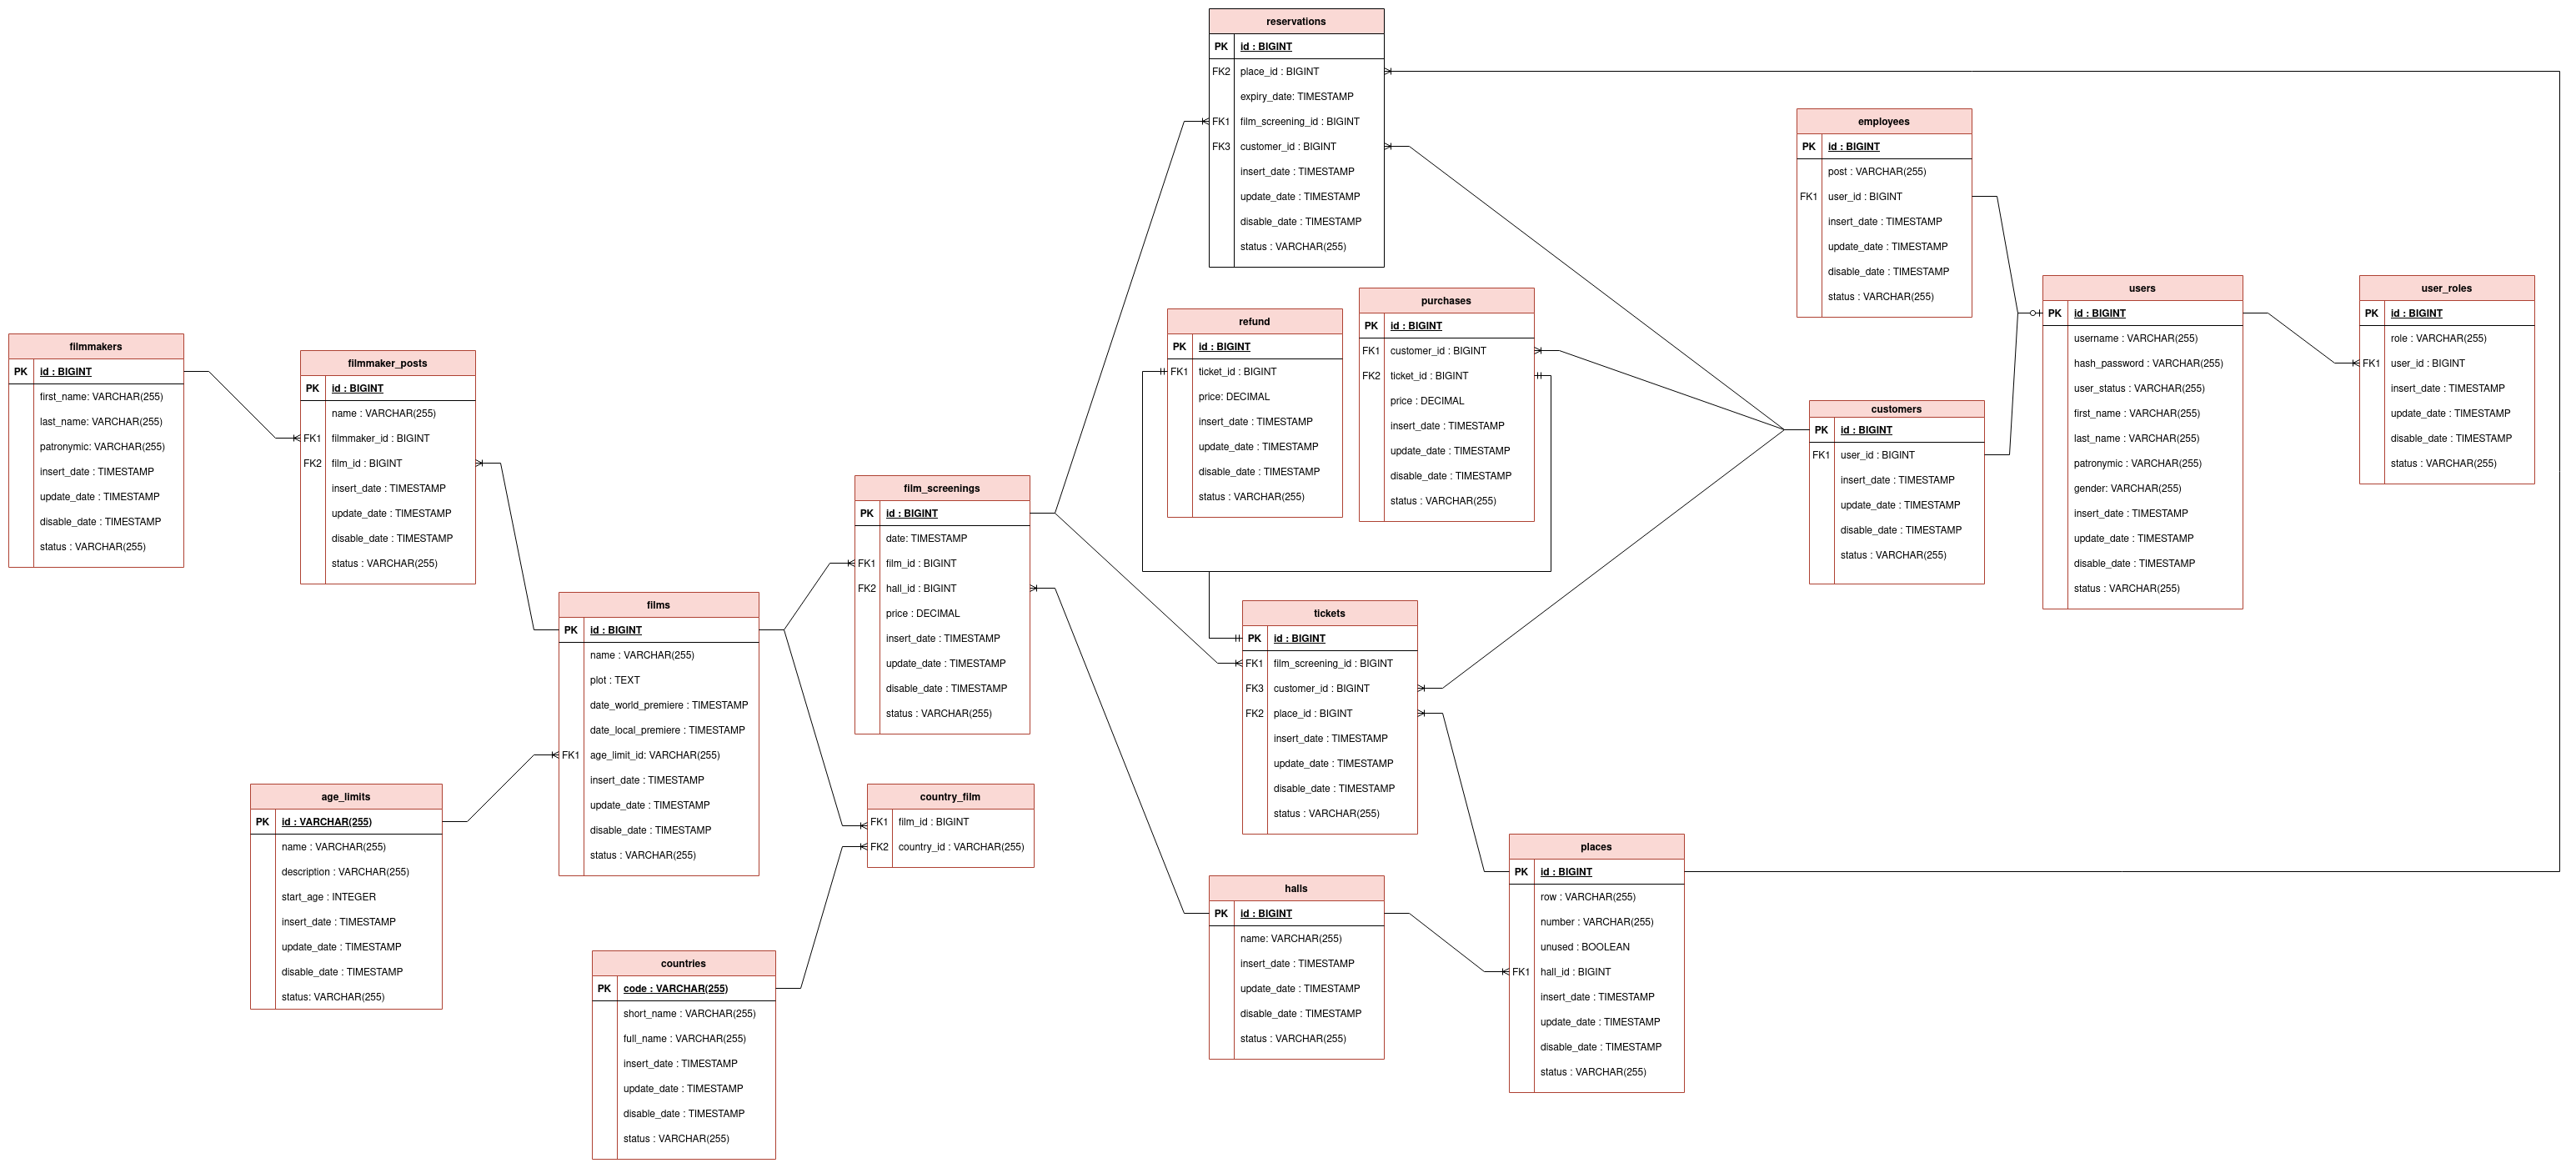 reservations
PK id : BIGINT
FK2 place_id : BIGINT
expiry_date: TIMESTAMP
FK1 film_screening_id : BIGINT
FK3 customer_id : BIGINT
insert_date : TIMESTAMP
update_date : TIMESTAMP
disable_date : TIMESTAMP
status : VARCHAR(255)
employees
PK id : BIGINT
post : VARCHAR(255)
FK1 user_id : BIGINT
insert_date : TIMESTAMP
update_date : TIMESTAMP
disable_date : TIMESTAMP
status : VARCHAR(255)
users
PK id : BIGINT
username : VARCHAR(255)
hash_password : VARCHAR(255)
user_status : VARCHAR(255)
first_name : VARCHAR(255)
last_name : VARCHAR(255)
patronymic : VARCHAR(255)
gender: VARCHAR(255)
insert_date : TIMESTAMP
update_date : TIMESTAMP
disable_date : TIMESTAMP
status : VARCHAR(255)
user_roles
PK id : BIGINT
role : VARCHAR(255)
FK1 user_id : BIGINT
insert_date : TIMESTAMP
update_date : TIMESTAMP
disable_date : TIMESTAMP
status : VARCHAR(255)
purchases
PK id : BIGINT
FK1 customer_id : BIGINT
FK2 ticket_id : BIGINT
price : DECIMAL
insert_date : TIMESTAMP
update_date : TIMESTAMP
disable_date : TIMESTAMP
status : VARCHAR(255)
refund
PK id : BIGINT
FK1 ticket_id : BIGINT
price: DECIMAL
insert_date : TIMESTAMP
update_date : TIMESTAMP
disable_date : TIMESTAMP
status : VARCHAR(255)
filmmakers
PK id : BIGINT
first_name: VARCHAR(255)
last_name: VARCHAR(255)
patronymic: VARCHAR(255)
insert_date : TIMESTAMP
update_date : TIMESTAMP
disable_date : TIMESTAMP
status : VARCHAR(255)
filmmaker_posts
PK id : BIGINT
name : VARCHAR(255)
FK1 filmmaker_id : BIGINT
FK2 film_id : BIGINT
insert_date : TIMESTAMP
update_date : TIMESTAMP
disable_date : TIMESTAMP
status : VARCHAR(255)
customers
PK id : BIGINT
FK1 user_id : BIGINT
insert_date : TIMESTAMP
update_date : TIMESTAMP
disable_date : TIMESTAMP
status : VARCHAR(255)
film_screenings
PK id : BIGINT
date: TIMESTAMP
FK1 film_id : BIGINT
FK2 hall_id : BIGINT
price : DECIMAL
insert_date : TIMESTAMP
update_date : TIMESTAMP
disable_date : TIMESTAMP
status : VARCHAR(255)
films
PK id : BIGINT
name : VARCHAR(255)
plot : TEXT
date_world_premiere : TIMESTAMP
date_local_premiere : TIMESTAMP
FK1 age_limit_id: VARCHAR(255)
insert_date : TIMESTAMP
update_date : TIMESTAMP
disable_date : TIMESTAMP
status : VARCHAR(255)
tickets
PK id : BIGINT
FK1 film_screening_id : BIGINT
FK3 customer_id : BIGINT
FK2 place_id : BIGINT
insert_date : TIMESTAMP
update_date : TIMESTAMP
disable_date : TIMESTAMP
status : VARCHAR(255)
age_limits
PK id : VARCHAR(255)
name : VARCHAR(255)
description : VARCHAR(255)
start_age : INTEGER
insert_date : TIMESTAMP
update_date : TIMESTAMP
disable_date : TIMESTAMP
status: VARCHAR(255)
country_film
FK1 film_id : BIGINT
FK2 country_id : VARCHAR(255)
places
PK id : BIGINT
row : VARCHAR(255)
number : VARCHAR(255)
unused : BOOLEAN
FK1 hall_id : BIGINT
insert_date : TIMESTAMP
update_date : TIMESTAMP
disable_date : TIMESTAMP
status : VARCHAR(255)
halls
PK id : BIGINT
name: VARCHAR(255)
insert_date : TIMESTAMP
update_date : TIMESTAMP
disable_date : TIMESTAMP
status : VARCHAR(255)
countries
PK code : VARCHAR(255)
short_name : VARCHAR(255)
full_name : VARCHAR(255)
insert_date : TIMESTAMP
update_date : TIMESTAMP
disable_date : TIMESTAMP
status : VARCHAR(255)